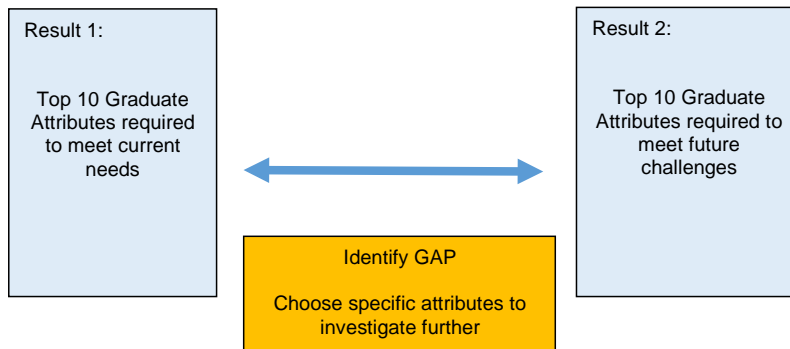 Result 1:
Top 10 Graduate
Attributes required
to meet current
needs
Result 2:
Top 10 Graduate
Attributes required to
meet future
challenges
Identify GAP
Choose specific attributes to
investigate further